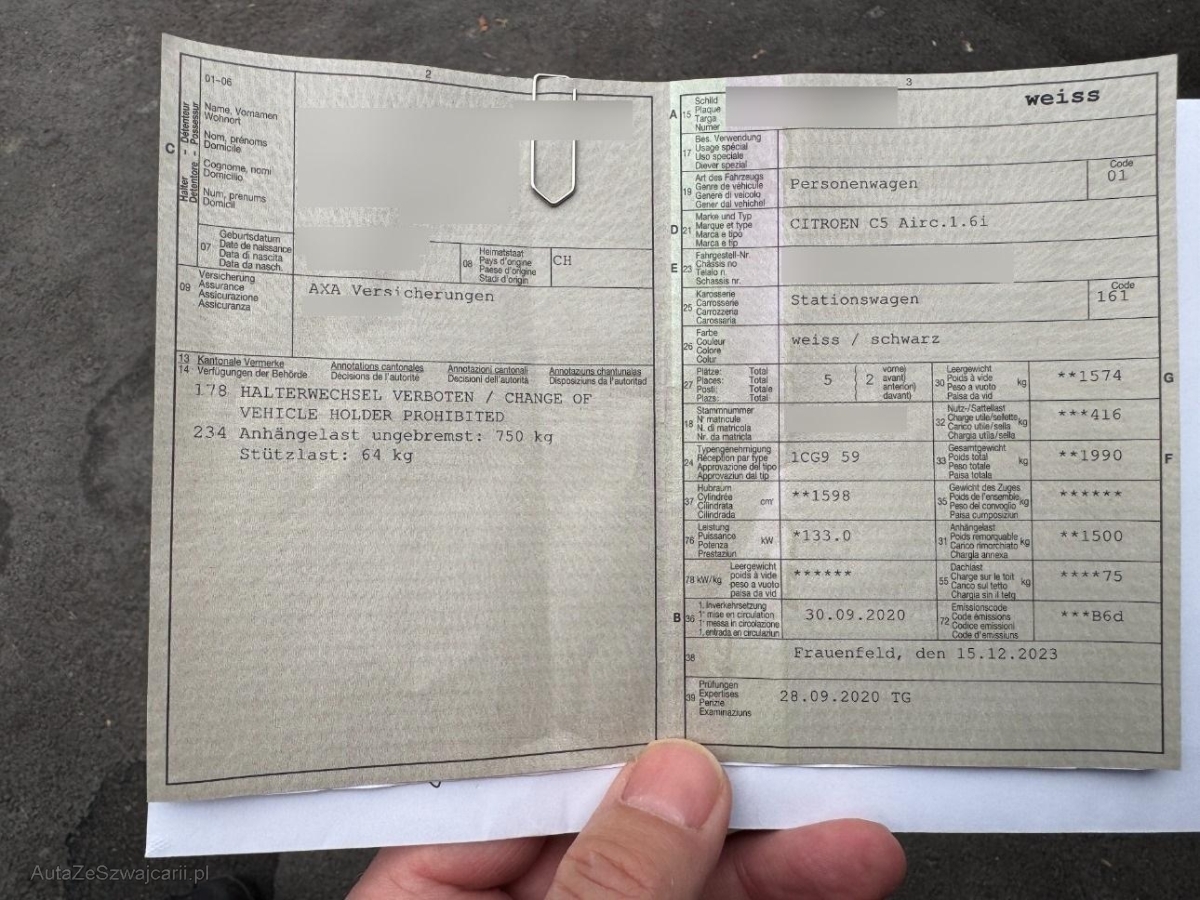 2
01-06
Halter - Détenteur
Detentore - Possessur
C
Name, Vornamen
Wohnort
Nom, prénoms
Domicile
Cognome, nomi
Domicilio
Num, prenums
Domicil
07
Geburtsdatum
Date de naissance
Data di nascita
Data da nasch.
08
Heimatstaat
Pays d'origine
Paese d'origine
Stadi d'origin
CH
09
Versicherung
Assurance
Assicurazione
Assicuranza
AXA Versicherungen
13 Kantonale Vermerke Annotations cantonales Annotazioni cantonali Annotaziuns chantunalas
14 Verfügungen der Behörde Décisions de l'autorité Decisioni dell'autorità Disposiziuns da l'autoritad
178 HALTERWECHSEL VERBOTEN / CHANGE OF
VEHICLE HOLDER PROHIBITED
234 Anhängelast ungebremst: 750 kg
Stützlast: 64 kg
3
A 15
Schild
Plaque
Targa
Numer
weiss
17
Bes. Verwendung
Usage spécial
Uso speciale
Diever spezial
19
Art des Fahrzeugs
Genre de véhicule
Genere di veicolo
Gener dal vehichel
Personenwagen
Code
01
D 21
Marke und Typ
Marque et type
Marca e tipo
Marca e tip
CITROEN C5 Airc.1.6i
E 23
Fahrgestell-Nr.
Châssis no
Telaio n.
Schassis nr.
25
Karosserie
Carrosserie
Carrozzeria
Carossaria
Stationswagen
Code
161
26
Farbe
Couleur
Colore
Colur
weiss / schwarz
27
Plätze: Total
Places: Total
Posti: Totale
Plazs: Total
5
2
vorne)
avant)
anteriori)
davant)
30
Leergewicht
Poids à vide
Peso a vuoto
Paisa da vid
kg
**1574
G
18
Stammnummer
N° matricule
N. di matricola
Nr. da matricla
32
Nutz-/Sattellast
Charge utile/sellette
Carico utile/sella
Chargia utila/sella
kg
***416
24
Typengenehmigung
Réception par type
Approvazione del tipo
Approvaziun dal tip
1CG9 59
33
Gesamtgewicht
Poids total
Peso totale
Paisa totala
kg
**1990
F
37
Hubraum
Cylindrée
Cilindrata
Cilindrada
cm³
**1598
35
Gewicht des Zuges
Poids de l'ensemble
Peso del convoglio
Paisa cumposiziun
kg
******
76
Leistung
Puissance
Potenza
Prestaziun
kW
*133.0
31
Anhängelast
Poids remorquable
Carico rimorchiato
Chargia annexa
kg
**1500
78 kW/kg
Leergewicht
poids à vide
peso a vuoto
paisa da vid
******
55
Dachlast
Charge sur le toit
Carico sul tetto
Chargia sin il tetg
kg
****75
B 36
1. Inverkehrsetzung
1re mise en circulation
1a messa in circolazione
1. entrada en circulaziun
30.09.2020
72
Emissionscode
Code émissions
Codice emissioni
Code d'emissiuns
***B6d
38
Frauenfeld, den 15.12.2023
39
Prüfungen
Expertises
Perizie
Examinaziuns
28.09.2020 TG
AutaZeSzwajcarii.pl